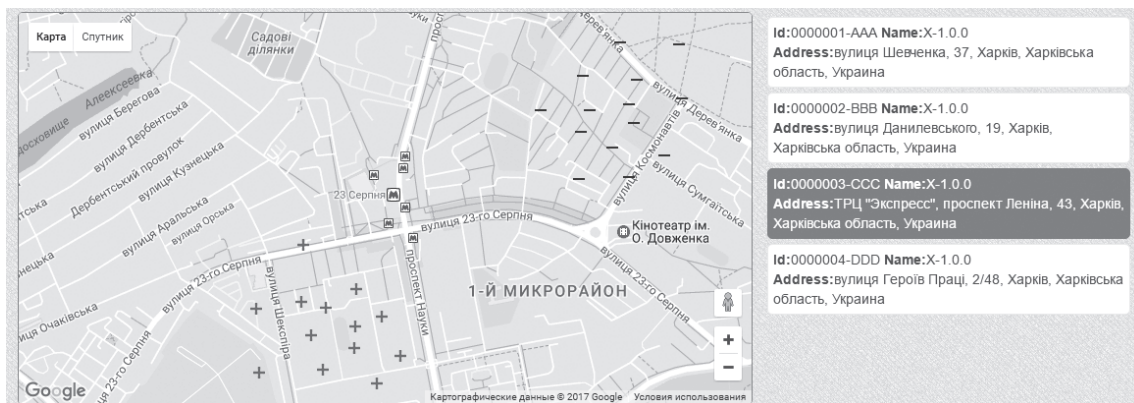 Карта Спутник
Садові
ділянки
просп
Дерев'янка
вулиця Дерев'янка
Алеексеевка
досховище
вулиця Берегова
вулиця Дербентська
Дербентський провулок
вулиця Кузнецька
вулиця Аральська
вулиця Орська
23 Серпня
вулиця 23-го Серпня
вулиця Космонавтів
вулиця Сумгаїтська
Кінотеатр ім.
О. Довженка
вулиця 23-го Серпня
вулиця 23-го Серпня
вулиця Шекспіра
проспект Науки
1-Й МИКРОРАЙОН
иця Очаківська
Google
Картографические данные © 2017 Google Условия использования
Id:0000001-AAA Name:X-1.0.0
Address:вулиця Шевченка, 37, Харків, Харківська
область, Украина
Id:0000002-BBB Name:X-1.0.0
Address:вулиця Данилевського, 19, Харків,
Харківська область, Украина
Id:0000003-CCC Name:X-1.0.0
Address:ТРЦ "Экспресс", проспект Леніна, 43, Харків,
Харківська область, Украина
Id:0000004-DDD Name:X-1.0.0
Address:вулиця Героїв Праці, 2/48, Харків, Харківська
область, Украина